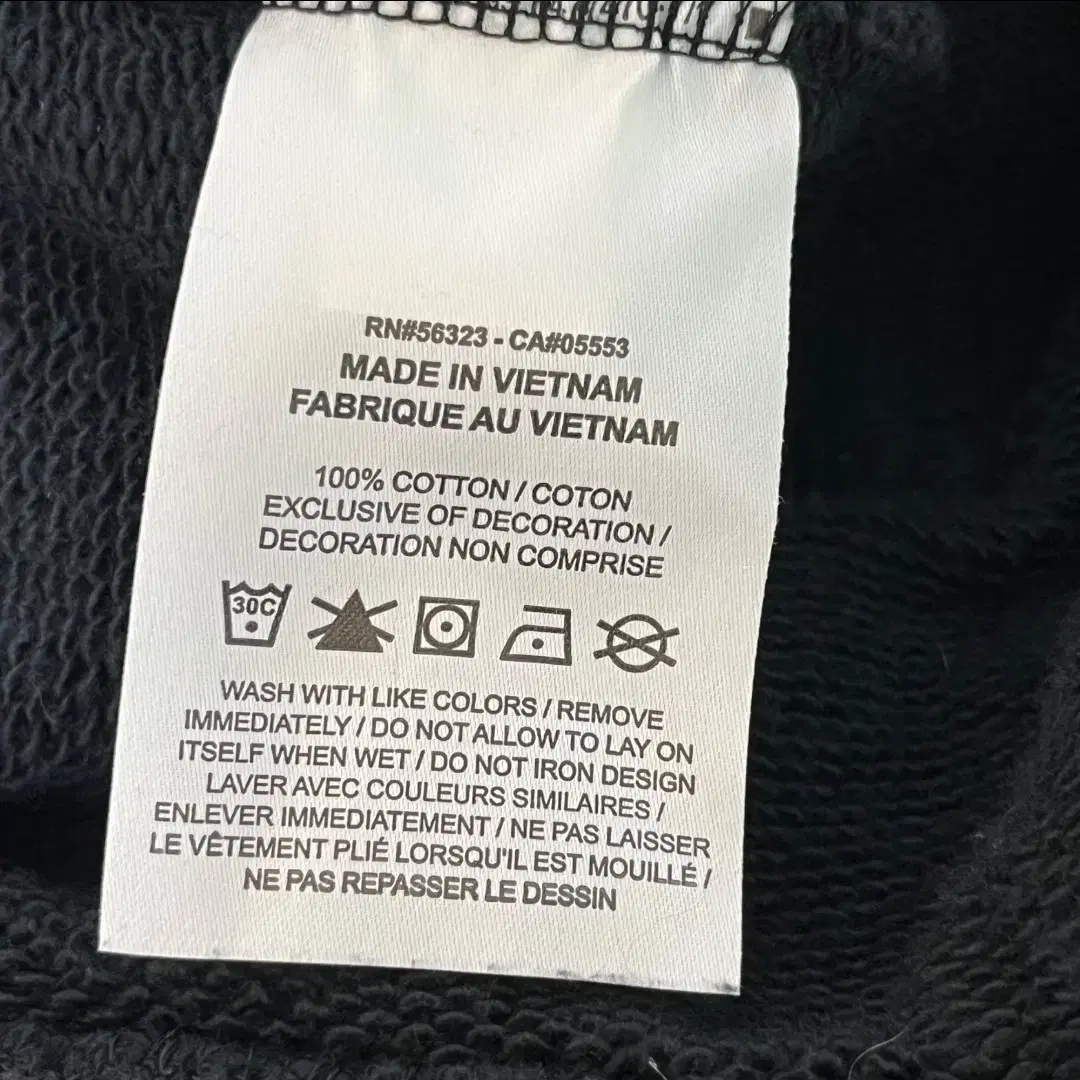 RN#56323 - CA#05553
MADE IN VIETNAM
FABRIQUE AU VIETNAM
100% COTTON / COTON
EXCLUSIVE OF DECORATION /
DECORATION NON COMPRISE
30C
WASH WITH LIKE COLORS / REMOVE
IMMEDIATELY / DO NOT ALLOW TO LAY ON
ITSELF WHEN WET / DO NOT IRON DESIGN
LAVER AVEC COULEURS SIMILAIRES /
ENLEVER IMMEDIATEMENT / NE PAS LAISSER
LE VÊTEMENT PLIÉ LORSQU'IL EST MOUILLÉ /
NE PAS REPASSER LE DESSIN